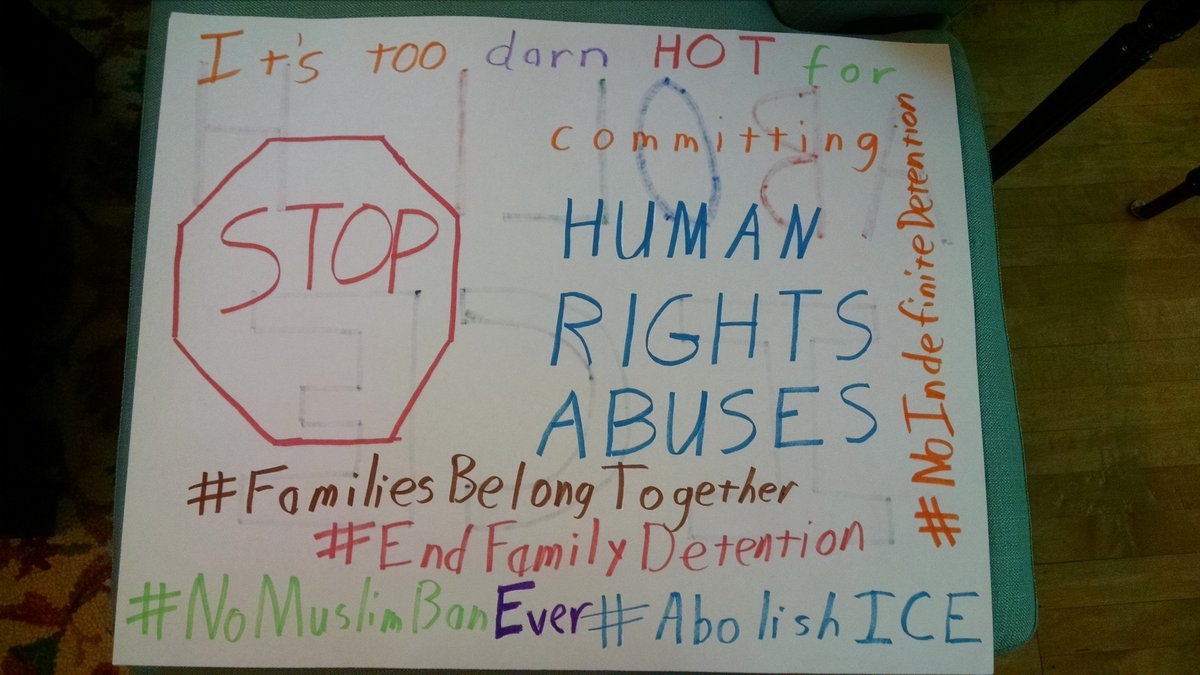 It's TOO darn HOT for
committing
STOP
HUMAN
RIGHTS
ABUSES
#NoIndefiniteDetention
#FamiliesBelongTogether
#EndFamilyDetention
#NoMuslimBanEver#AbolishICE